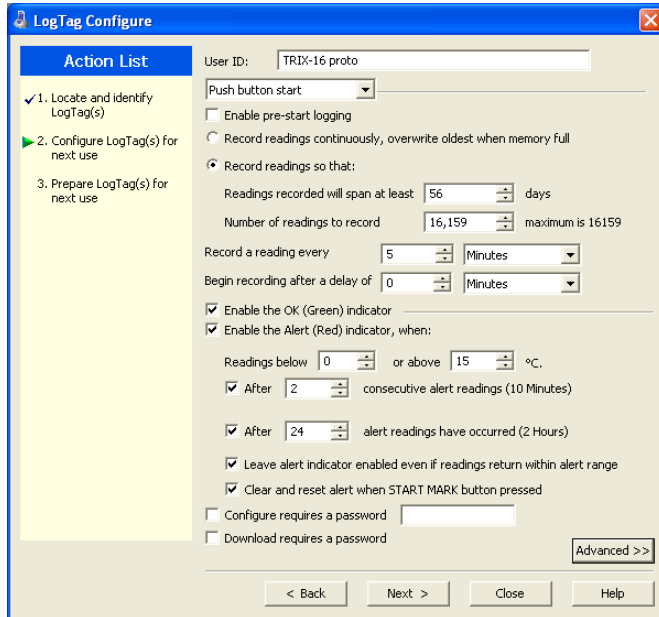 LogTag Configure
Action List
1. Locate and identify
LogTag(s)
2. Configure LogTag(s) for
next use
3. Prepare LogTag(s) for
next use
User ID: TRIX-16 proto
Push button start
Enable pre-start logging
Record readings continuously, overwrite oldest when memory full
Record readings so that:
Readings recorded will span at least 56 days
Number of readings to record 16,159 maximum is 16159
Record a reading every 5 Minutes
Begin recording after a delay of 0 Minutes
Enable the OK (Green) indicator
Enable the Alert (Red) indicator, when:
Readings below 0 or above 15 °C.
After 2 consecutive alert readings (10 Minutes)
After 24 alert readings have occurred (2 Hours)
Leave alert indicator enabled even if readings return within alert range
Clear and reset alert when START MARK button pressed
Configure requires a password
Download requires a password
Advanced >>
< Back Next > Close Help